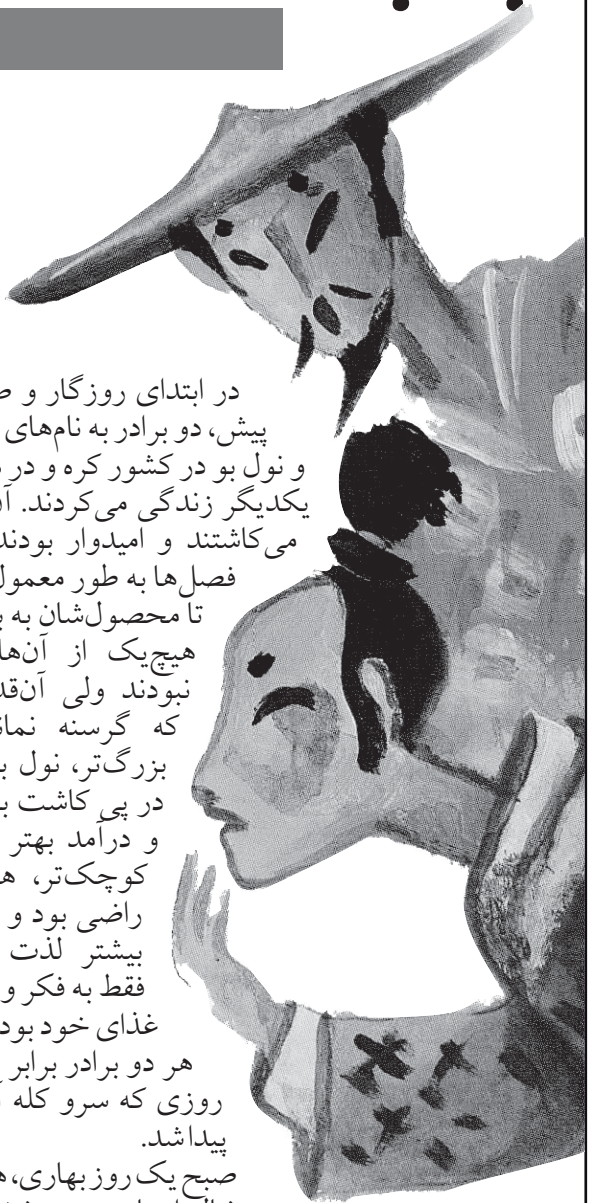 در ابتدای روزگار و
پیش، دو برادر به نام‌های
و نول بو در کشور کره و در
یکدیگر زندگی می‌کردند.
می‌کاشتند و امیدوار بودند
فصل‌ها به طور معمول
تا محصول‌شان به
هیچ‌یک از آن‌ها
نبودند ولی
که گرسنه
بزرگ‌تر، نول
در پی کاشت
و درآمد بهتر
کوچک‌تر،
راضی بود و
بیشتر لذت
فقط به فکر و
غذای خود بود
هر دو برادر برابر
روزی که سرو کله
پیداشد.
صبح یک روز بهاری،